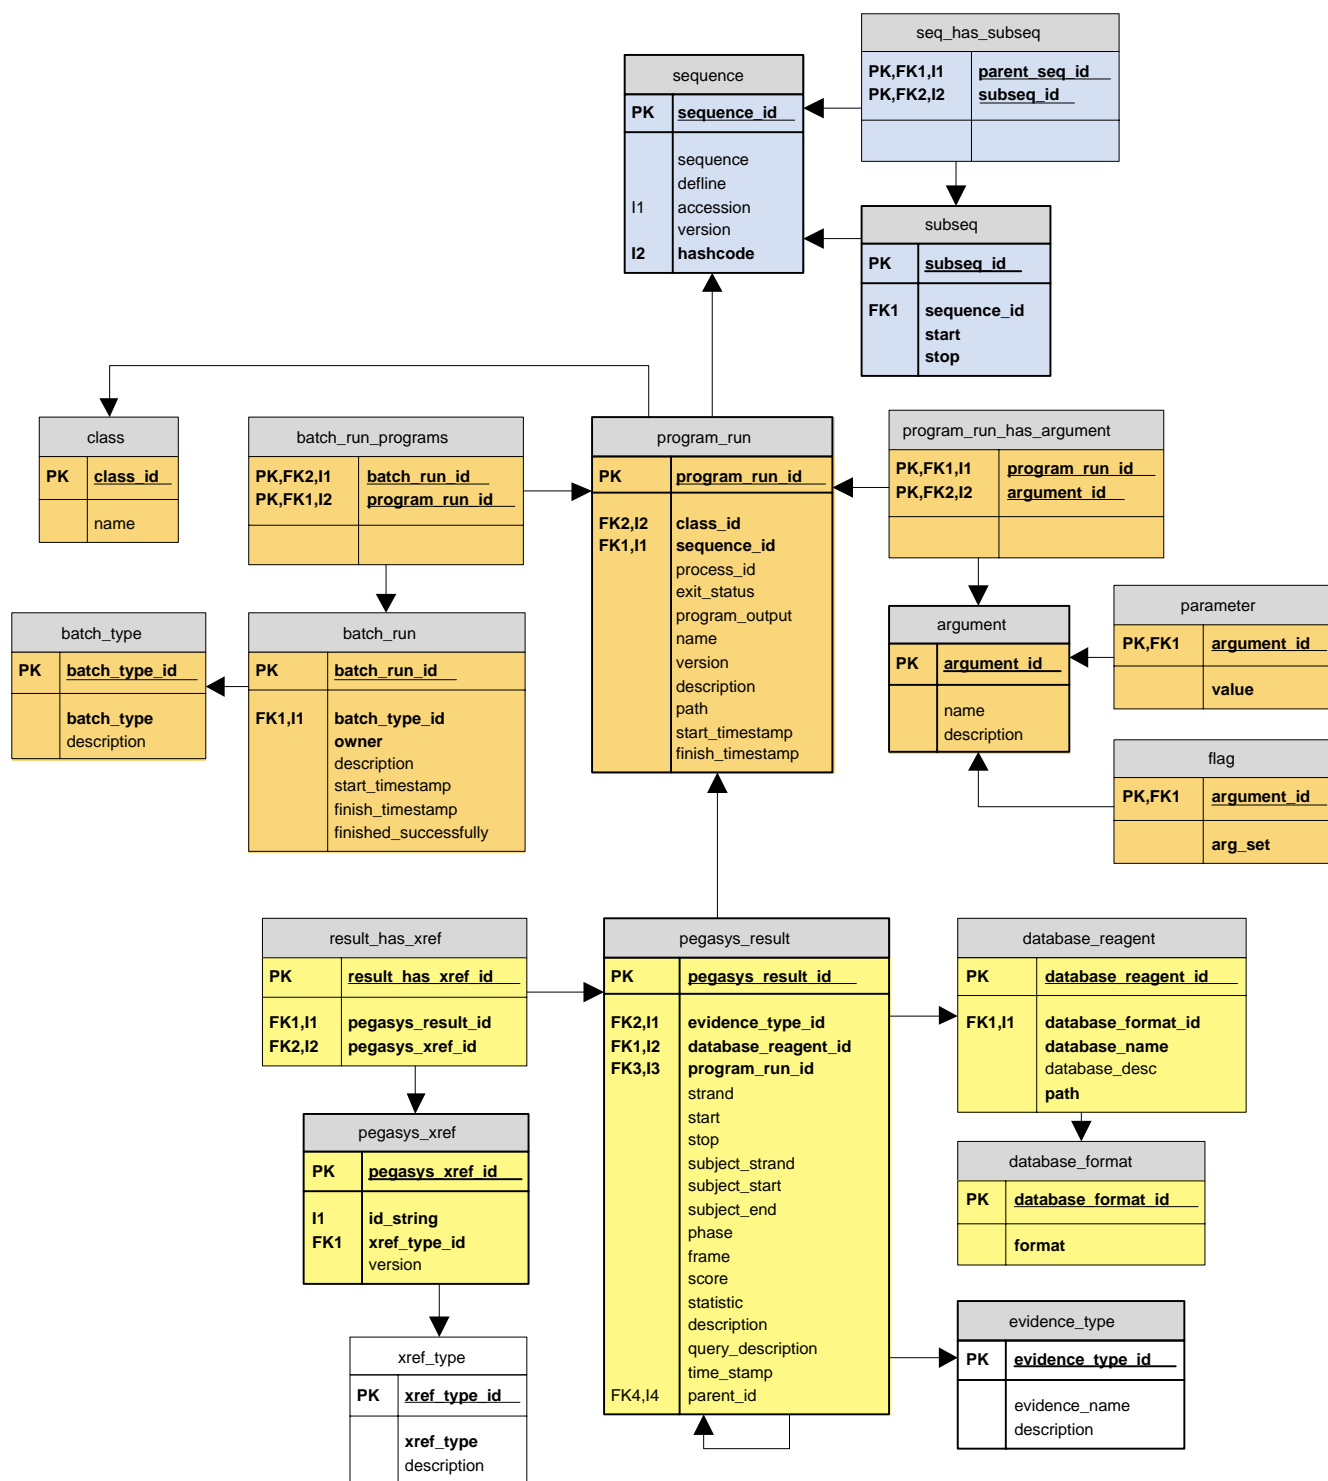 seq_has_subseq
PK,FK1,I1 parent_seq_id
PK,FK2,I2 subseq_id
sequence
PK sequence_id
sequence
defline
I1 accession
version
I2 hashcode
subseq
PK subseq_id
FK1 sequence_id
start
stop
class
PK class_id
name
batch_run_programs
PK,FK2,I1 batch_run_id
PK,FK1,I2 program_run_id
program_run
PK program_run_id
FK2,I2 class_id
FK1,I1 sequence_id
process_id
exit_status
program_output
name
version
description
path
start_timestamp
finish_timestamp
program_run_has_argument
PK,FK1,I1 program_run_id
PK,FK2,I2 argument_id
batch_type
PK batch_type_id
batch_type
description
batch_run
PK batch_run_id
FK1,I1 batch_type_id
owner
description
start_timestamp
finish_timestamp
finished_successfully
argument
PK argument_id
name
description
parameter
PK,FK1 argument_id
value
flag
PK,FK1 argument_id
arg_set
result_has_xref
PK result_has_xref_id
FK1,I1 pegasys_result_id
FK2,I2 pegasys_xref_id
pegasys_result
PK pegasys_result_id
FK2,I1 evidence_type_id
FK1,I2 database_reagent_id
FK3,I3 program_run_id
strand
start
stop
subject_strand
subject_start
subject_end
phase
frame
score
statistic
description
query_description
time_stamp
FK4,I4 parent_id
database_reagent
PK database_reagent_id
FK1,I1 database_format_id
database_name
database_desc
path
pegasys_xref
PK pegasys_xref_id
I1 id_string
FK1 xref_type_id
version
database_format
PK database_format_id
format
xref_type
PK xref_type_id
xref_type
description
evidence_type
PK evidence_type_id
evidence_name
description